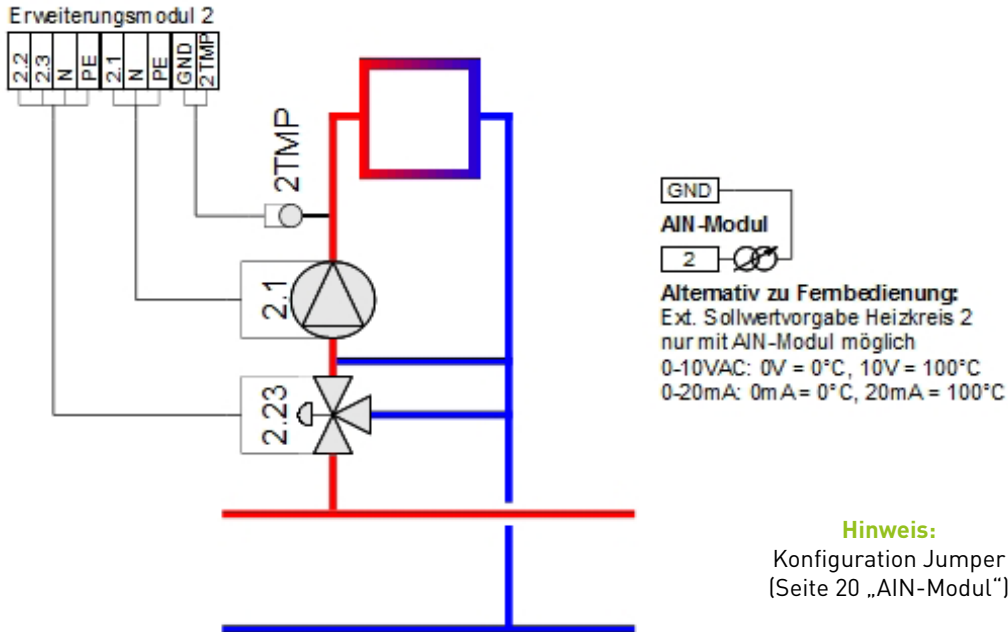 Erweiterungsmodul 2
2.2
2.3
N
PE
2.1
N
PE
GND
2TMP
2TMP
2.1
2.23
GND
AIN-Modul
2
Alternativ zu Fernbedienung:
Ext. Sollwertvorgabe Heizkreis 2
nur mit AIN-Modul möglich
0-10VAC: 0V = 0°C, 10V = 100°C
0-20mA: 0mA = 0°C, 20mA = 100°C
Hinweis:
Konfiguration Jumper
(Seite 20 „AIN-Modul“)